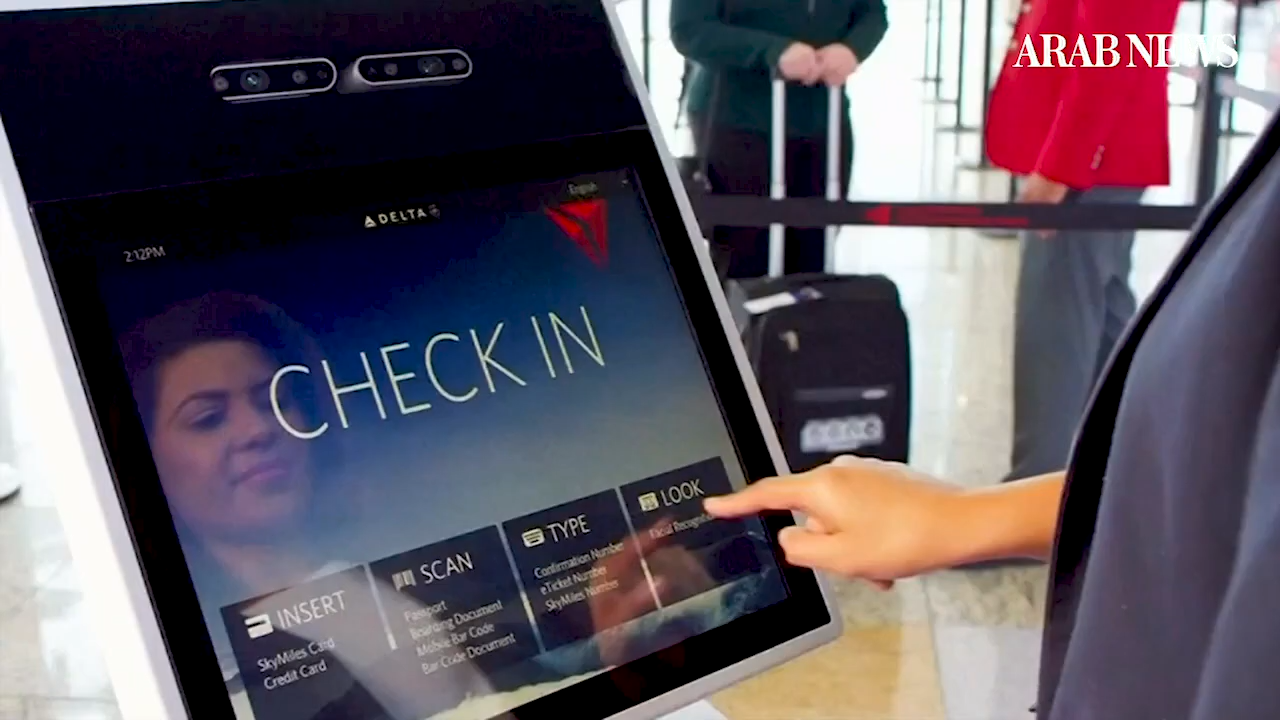 ARAB NEWS
English
DELTA
2:12PM
CHECK IN
INSERT
SkyMiles Card
Credit Card
SCAN
Passport
Boarding Document
Mobile Bar Code
Bar Code Document
TYPE
Confirmation Number
eTicket Number
SkyMiles Number
LOOK
Facial